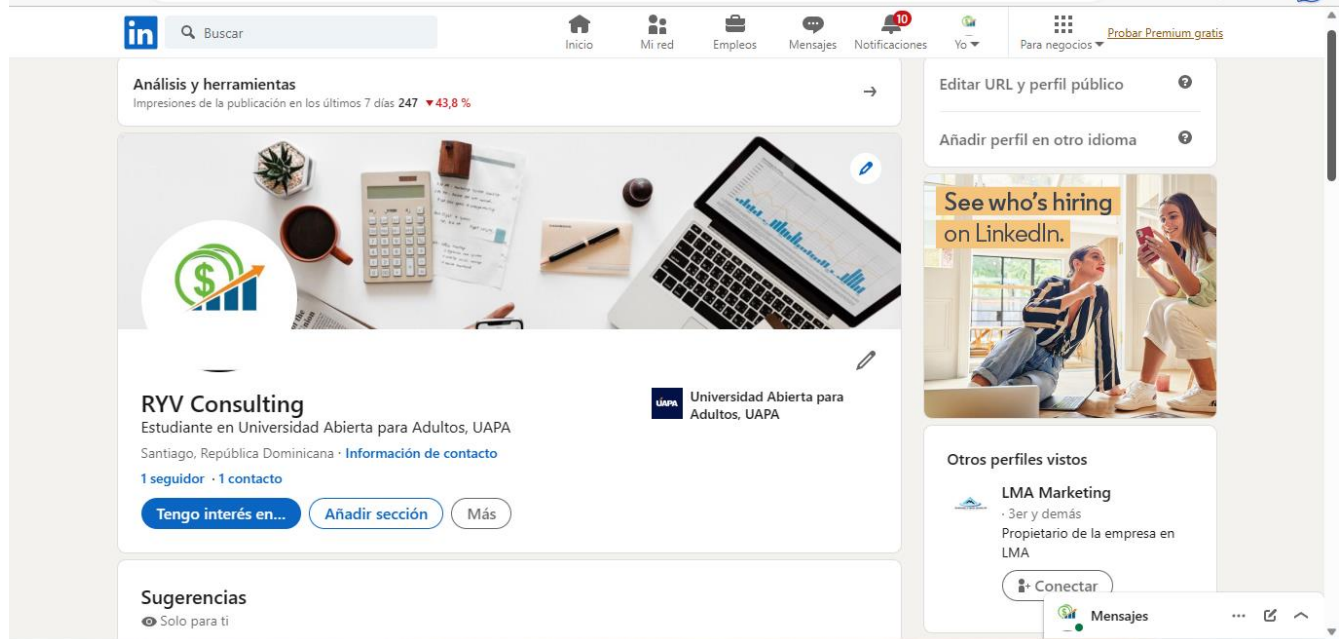 Buscar
Inicio
Mi red
Empleos
Mensajes
10
Notificaciones
Yo
Para negocios
Probar Premium gratis
Análisis y herramientas
Impresiones de la publicación en los últimos 7 días 247 ▼43,8 %
→
Editar URL y perfil público
Añadir perfil en otro idioma
See who's hiring
on LinkedIn.
RYV Consulting
Estudiante en Universidad Abierta para Adultos, UAPA
Santiago, República Dominicana · Información de contacto
1 seguidor · 1 contacto
Tengo interés en...
Añadir sección
Más
UAPA
Universidad Abierta para
Adultos, UAPA
Otros perfiles vistos
LMA Marketing
· 3er y demás
Propietario de la empresa en
LMA
Conectar
Sugerencias
Solo para ti
Mensajes